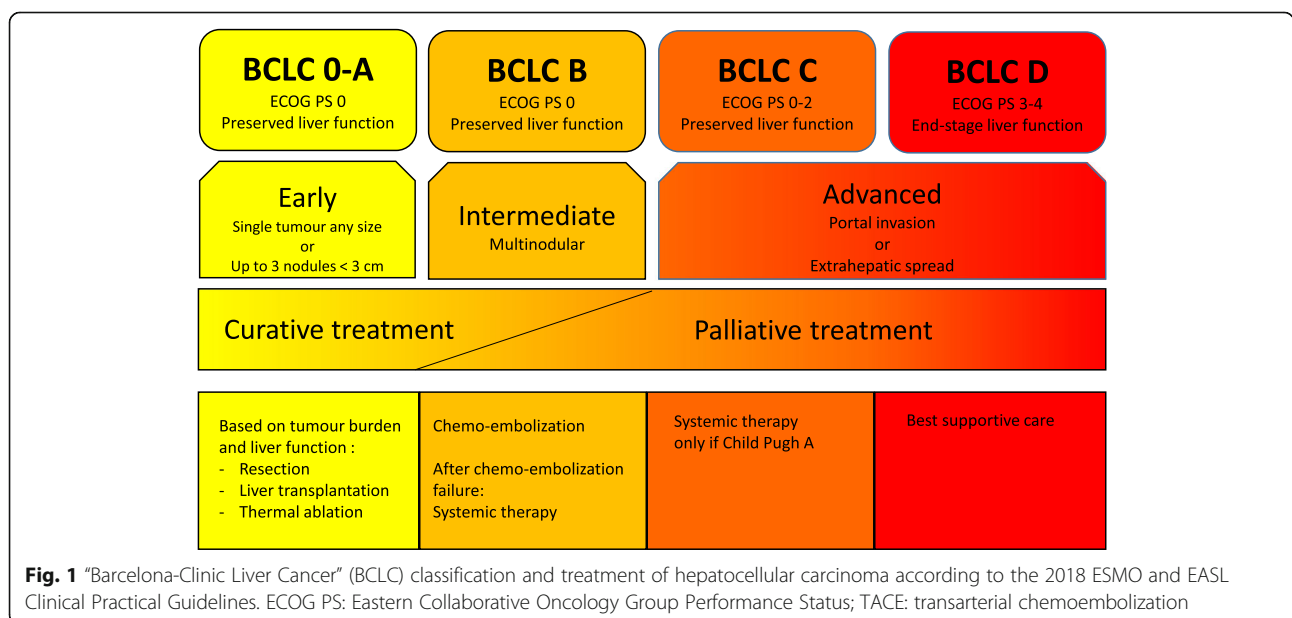 BCLC 0-A
ECOG PS 0
Preserved liver function
BCLC B
ECOG PS 0
Preserved liver function
BCLC C
ECOG PS 0-2
Preserved liver function
BCLC D
ECOG PS 3-4
End-stage liver function
Early
Single tumour any size
or
Up to 3 nodules < 3 cm
Intermediate
Multinodular
Advanced
Portal invasion
or
Extrahepatic spread
Curative treatment
Palliative treatment
Based on tumour burden
and liver function :
- Resection
- Liver transplantation
- Thermal ablation
Chemo-embolization
After chemo-embolization
failure:
Systemic therapy
Systemic therapy
only if Child Pugh A
Best supportive care
Fig. 1 “Barcelona-Clinic Liver Cancer” (BCLC) classification and treatment of hepatocellular carcinoma according to the 2018 ESMO and EASL
Clinical Practical Guidelines. ECOG PS: Eastern Collaborative Oncology Group Performance Status; TACE: transarterial chemoembolization